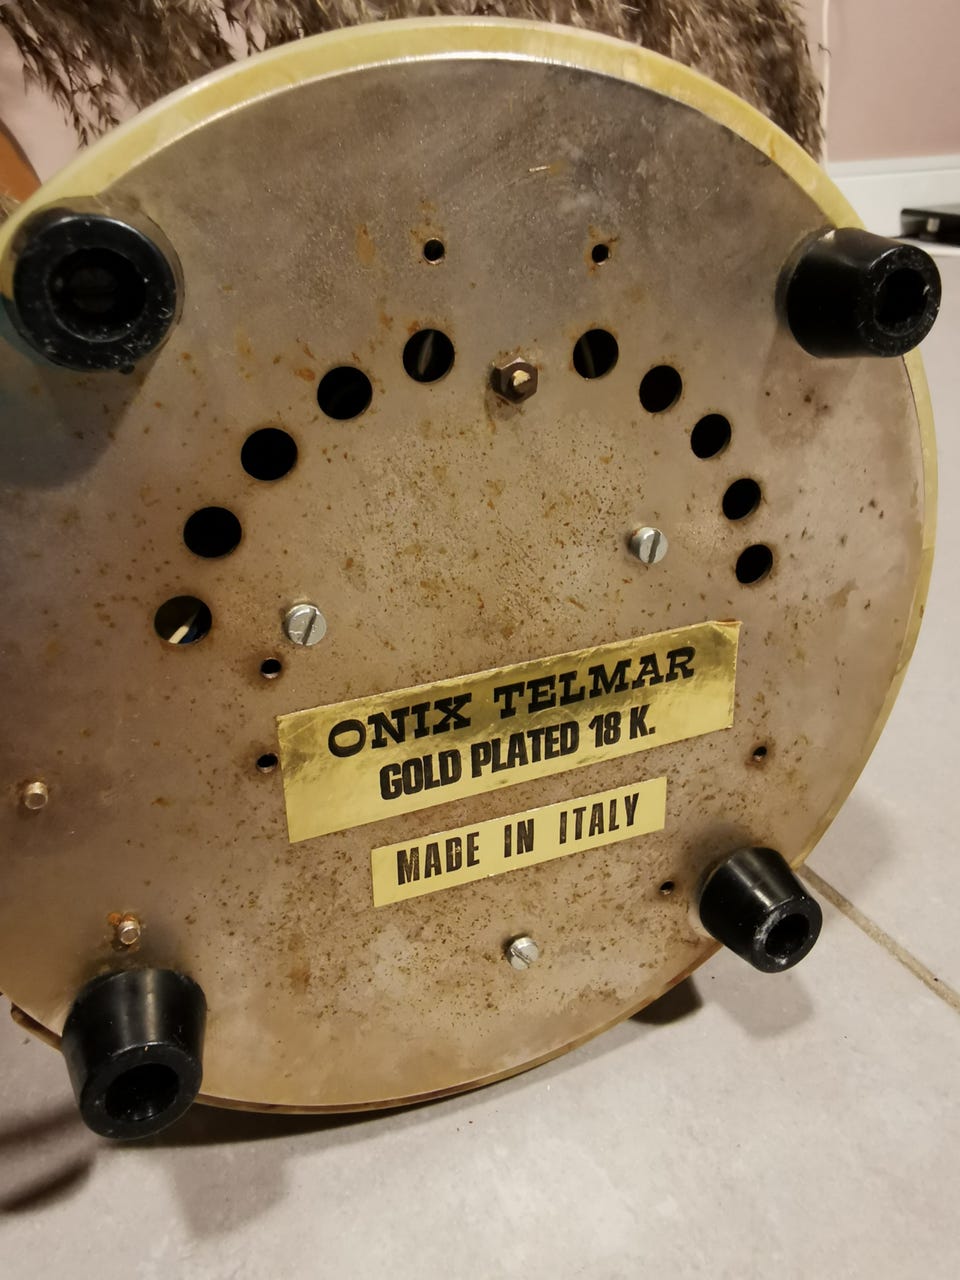 ONIX TELMAR
GOLD PLATED 18 K.
MADE IN ITALY